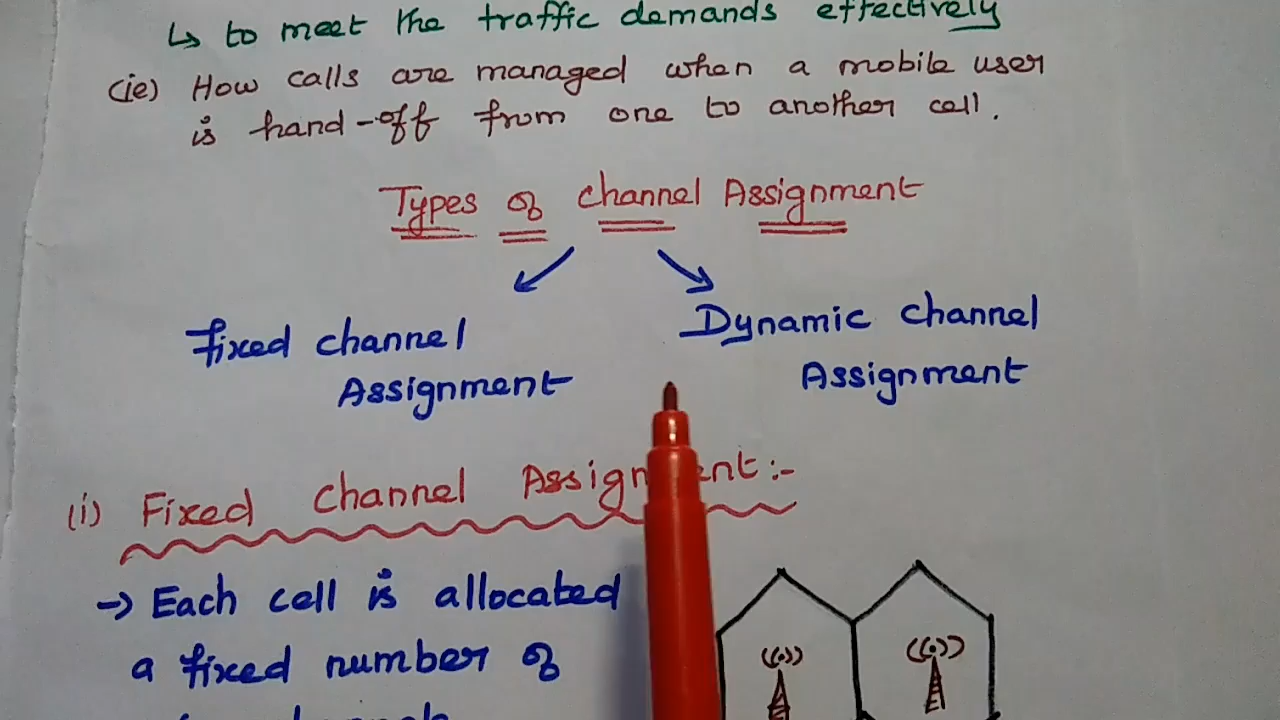 ↳ to meet the traffic demands effectively
(ie) How calls are managed when a mobile user
is hand-off from one to another cell.
Types of channel Assignment
Fixed channel
Assignment
Dynamic channel
Assignment
(i) Fixed channel Assignment:-
→ Each cell is allocated
a fixed number of